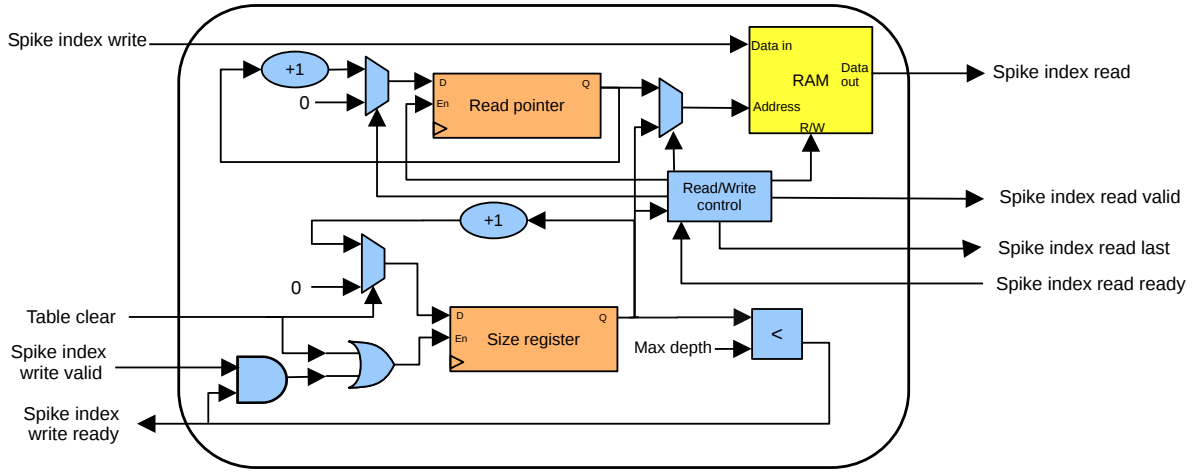 Spike index write
+1
0
D
En
Q
Read pointer
Data in
RAM
Data
out
Address
R/W
Spike index read
Read/Write
control
Spike index read valid
+1
Spike index read last
0
Spike index read ready
Table clear
D
En
Q
Size register
Max depth
<
Spike index
write valid
Spike index
write ready